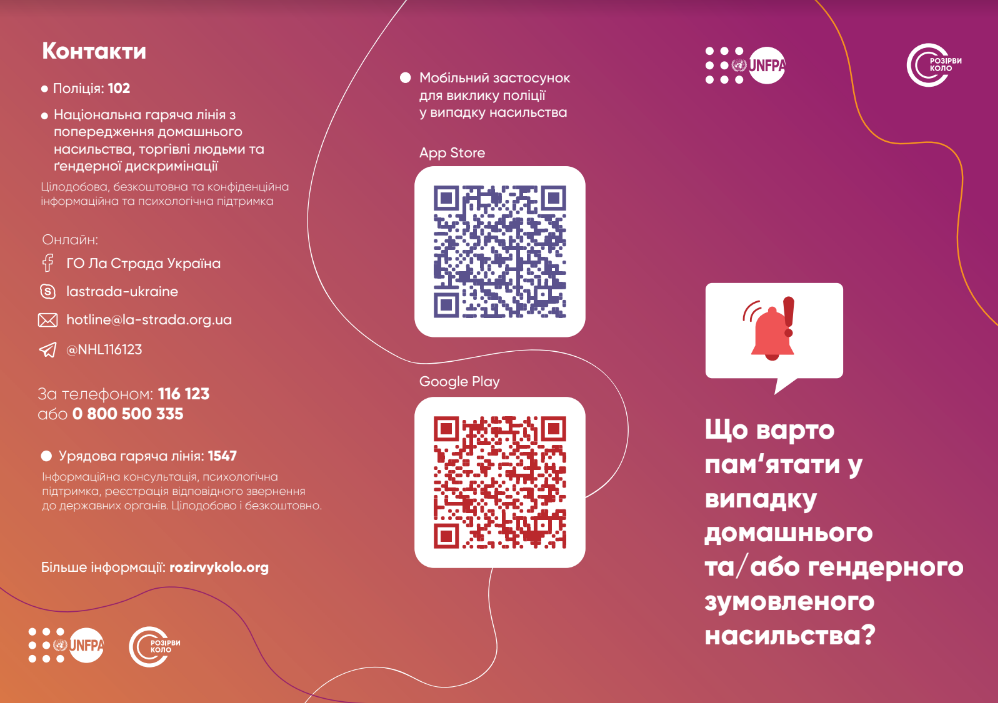 Контакти
Поліція: 102
Національна гаряча лінія з
попередження домашнього
насильства, торгівлі людьми та
ґендерної дискримінації
Цілодобова, безкоштовна та конфіденційна
інформаційна та психологічна підтримка
Онлайн:
ГО Ла Страда Україна
lastrada-ukraine
hotline@la-strada.org.ua
@NHL116123
За телефоном: 116 123
або 0 800 500 335
Урядова гаряча лінія: 1547
Інформаційна консультація, психологічна
підтримка, реєстрація відповідного звернення
до державних органів. Цілодобово і безкоштовно.
Більше інформації: rozirvykolo.org
UNFPA
РОЗІРВИ
КОЛО
Мобільний застосунок
для виклику поліції
у випадку насильства
App Store
Google Play
UNFPA
РОЗІРВИ
КОЛО
Що варто
пам‘ятати у
випадку
домашнього
та/або гендерного
зумовленого
насильства?